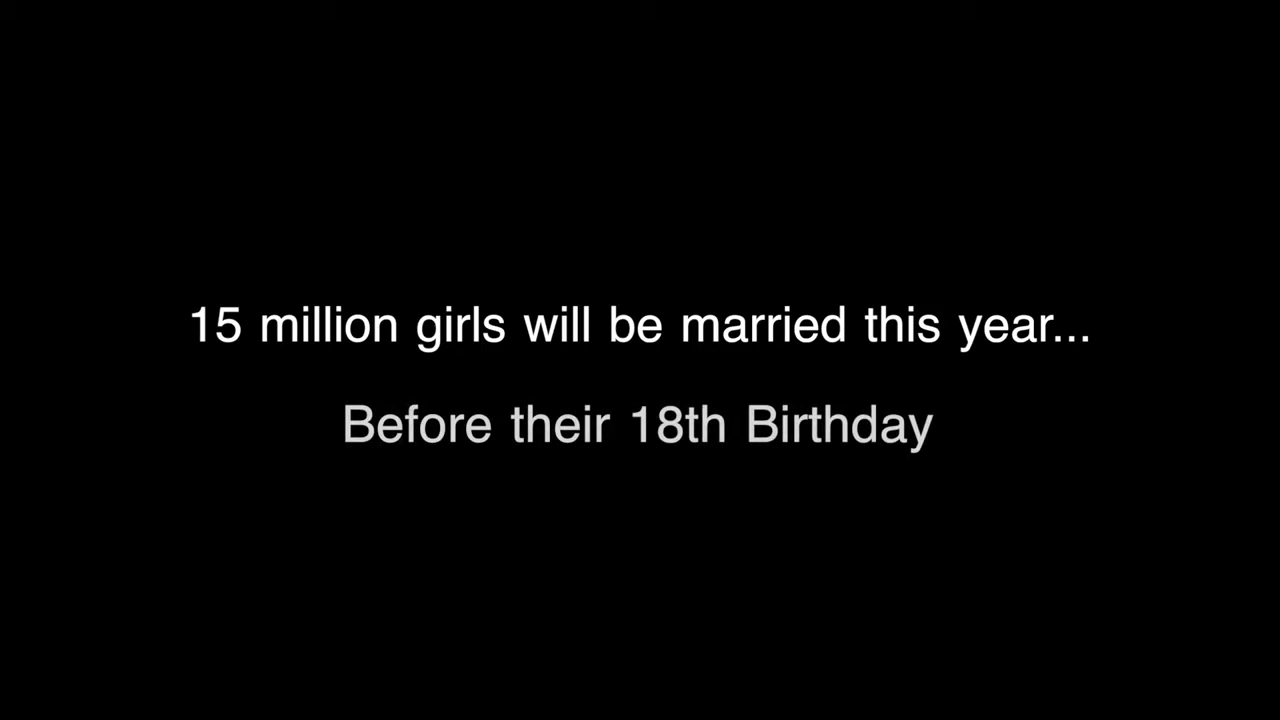 15 million girls will be married this year...
Before their 18th Birthday